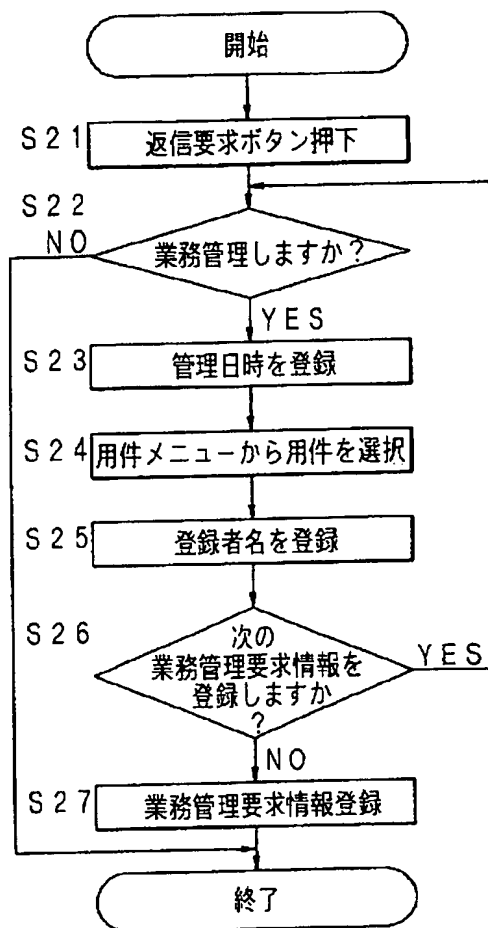 開始
S21
返信要求ボタン押下
S22
NO
業務管理しますか?
YES
S23
管理日時を登録
S24
用件メニューから用件を選択
S25
登録者名を登録
S26
次の
業務管理要求情報を
登録しますか
?
YES
NO
S27
業務管理要求情報登録
終了